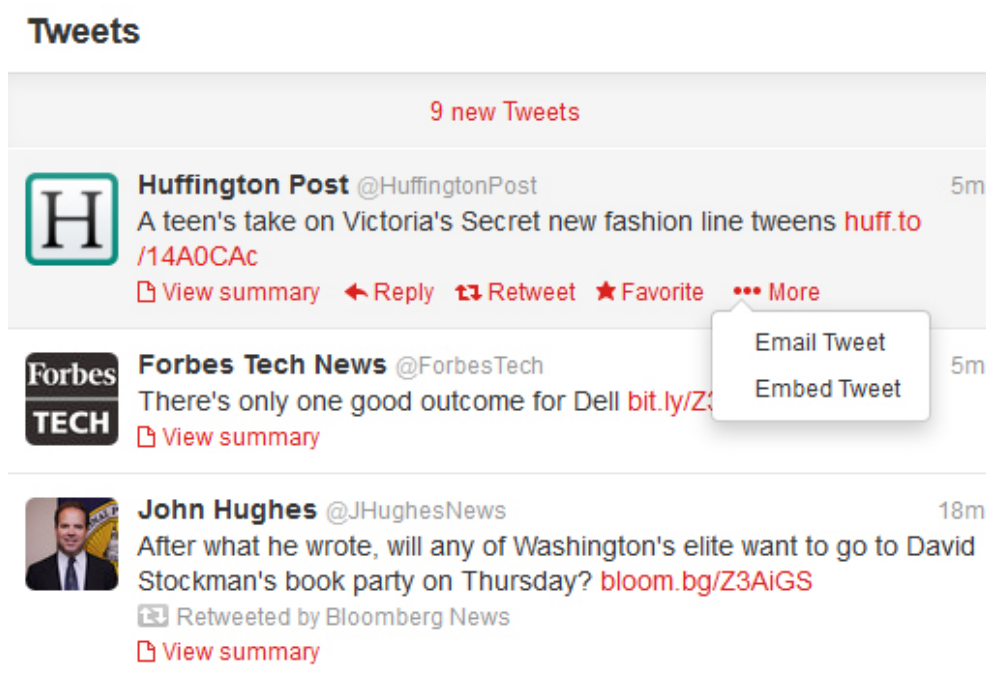 Tweets
9 new Tweets
Huffington Post @HuffingtonPost 5m
H
A teen's take on Victoria's Secret new fashion line tweens huff.to
/14A0CAc
View summary Reply Retweet Favorite More
Email Tweet
Embed Tweet
Forbes Tech News @ForbesTech 5m
Forbes
TECH
There's only one good outcome for Dell
View summary
John Hughes @JHughesNews 18m
After what he wrote, will any of Washington's elite want to go to David
Stockman's book party on Thursday? bloom.bg/Z3AiGS
Retweeted by Bloomberg News
View summary